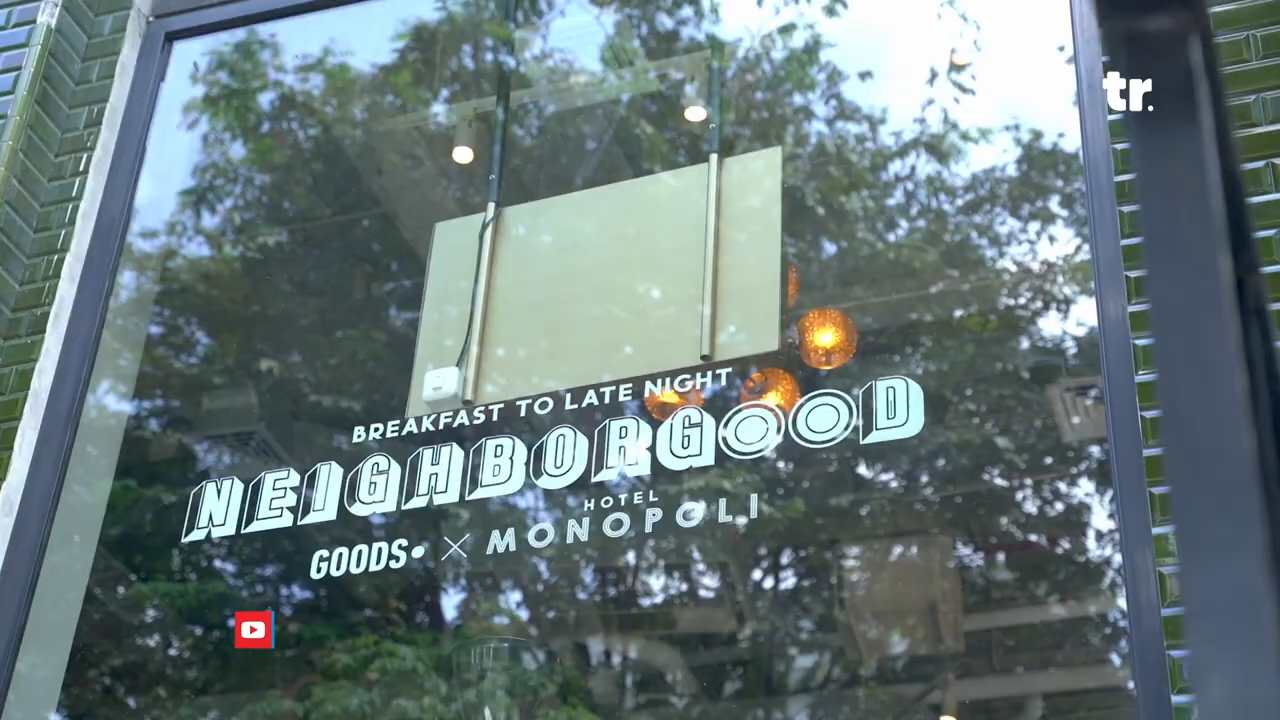 tr.
BREAKFAST TO LATE NIGHT
NEIGHBORGOOD
HOTEL
GOODS• × MONOPOLI